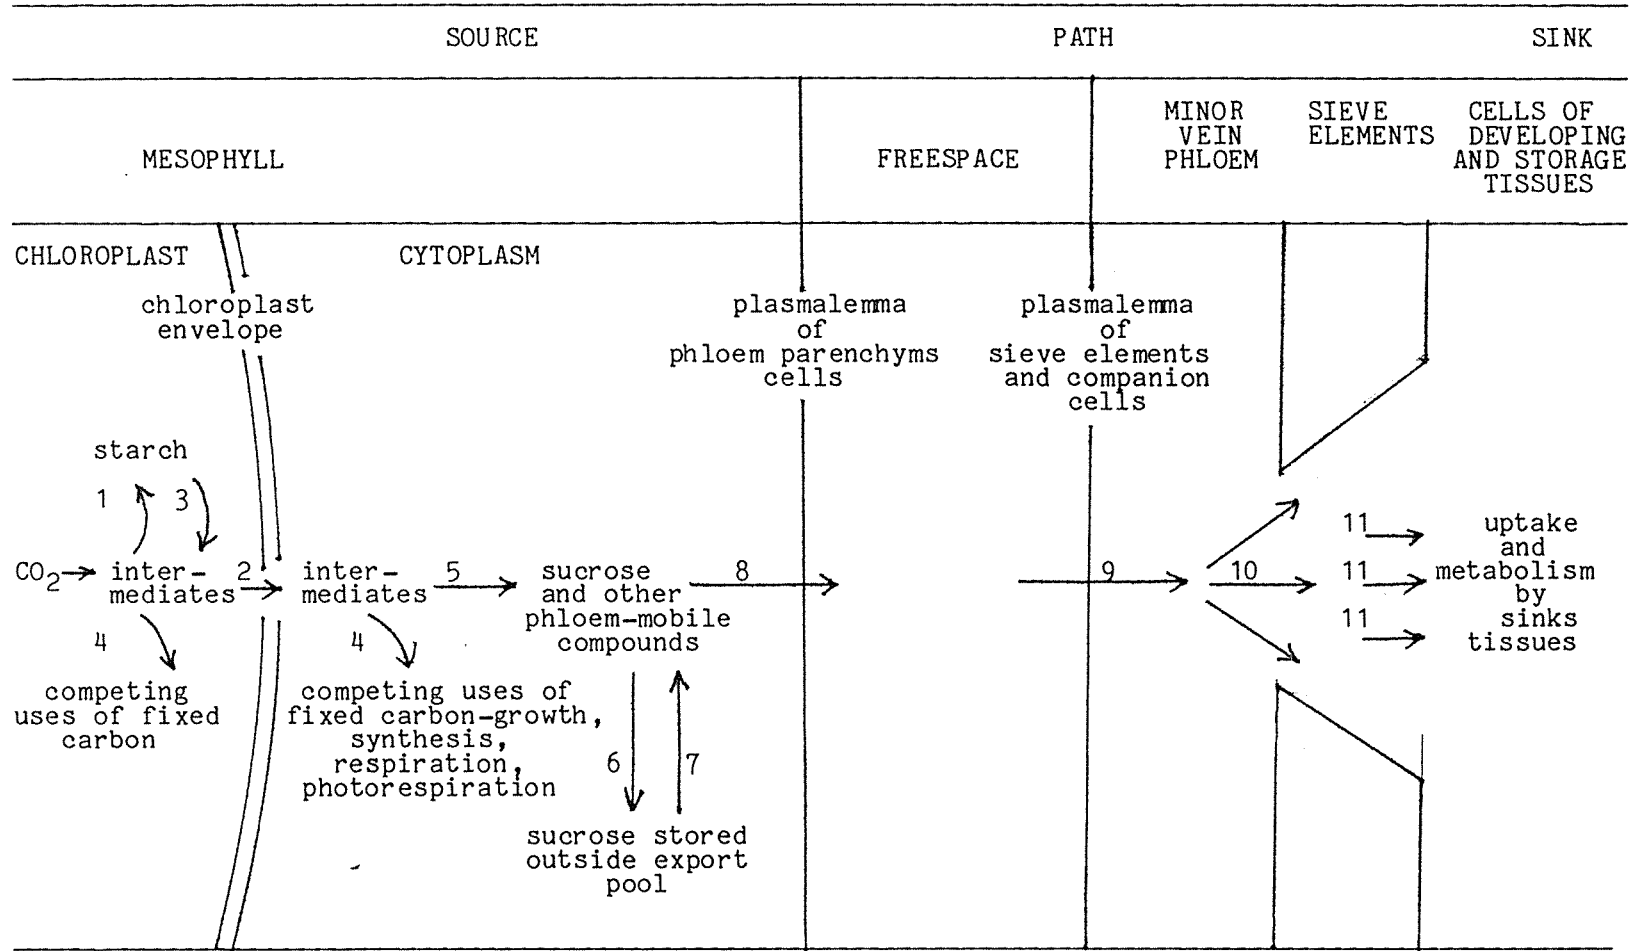 SOURCE PATH SINK
MESOPHYLL
FREESPACE
MINOR
VEIN
PHLOEM
SIEVE
ELEMENTS
CELLS OF
DEVELOPING
AND STORAGE
TISSUES
CHLOROPLAST
CYTOPLASM
chloroplast
envelope
plasmalemma
of
phloem parenchyms
cells
plasmalemma
of
sieve elements
and companion
cells
starch
1
3
CO2
inter-
mediates
2
4
competing
uses of fixed
carbon
inter-
mediates
5
4
competing uses of
fixed carbon-growth,
synthesis,
respiration,
photorespiration
sucrose
and other
phloem-mobile
compounds
6
7
sucrose stored
outside export
pool
8
9
10
11
11
11
uptake
and
metabolism
by
sinks
tissues